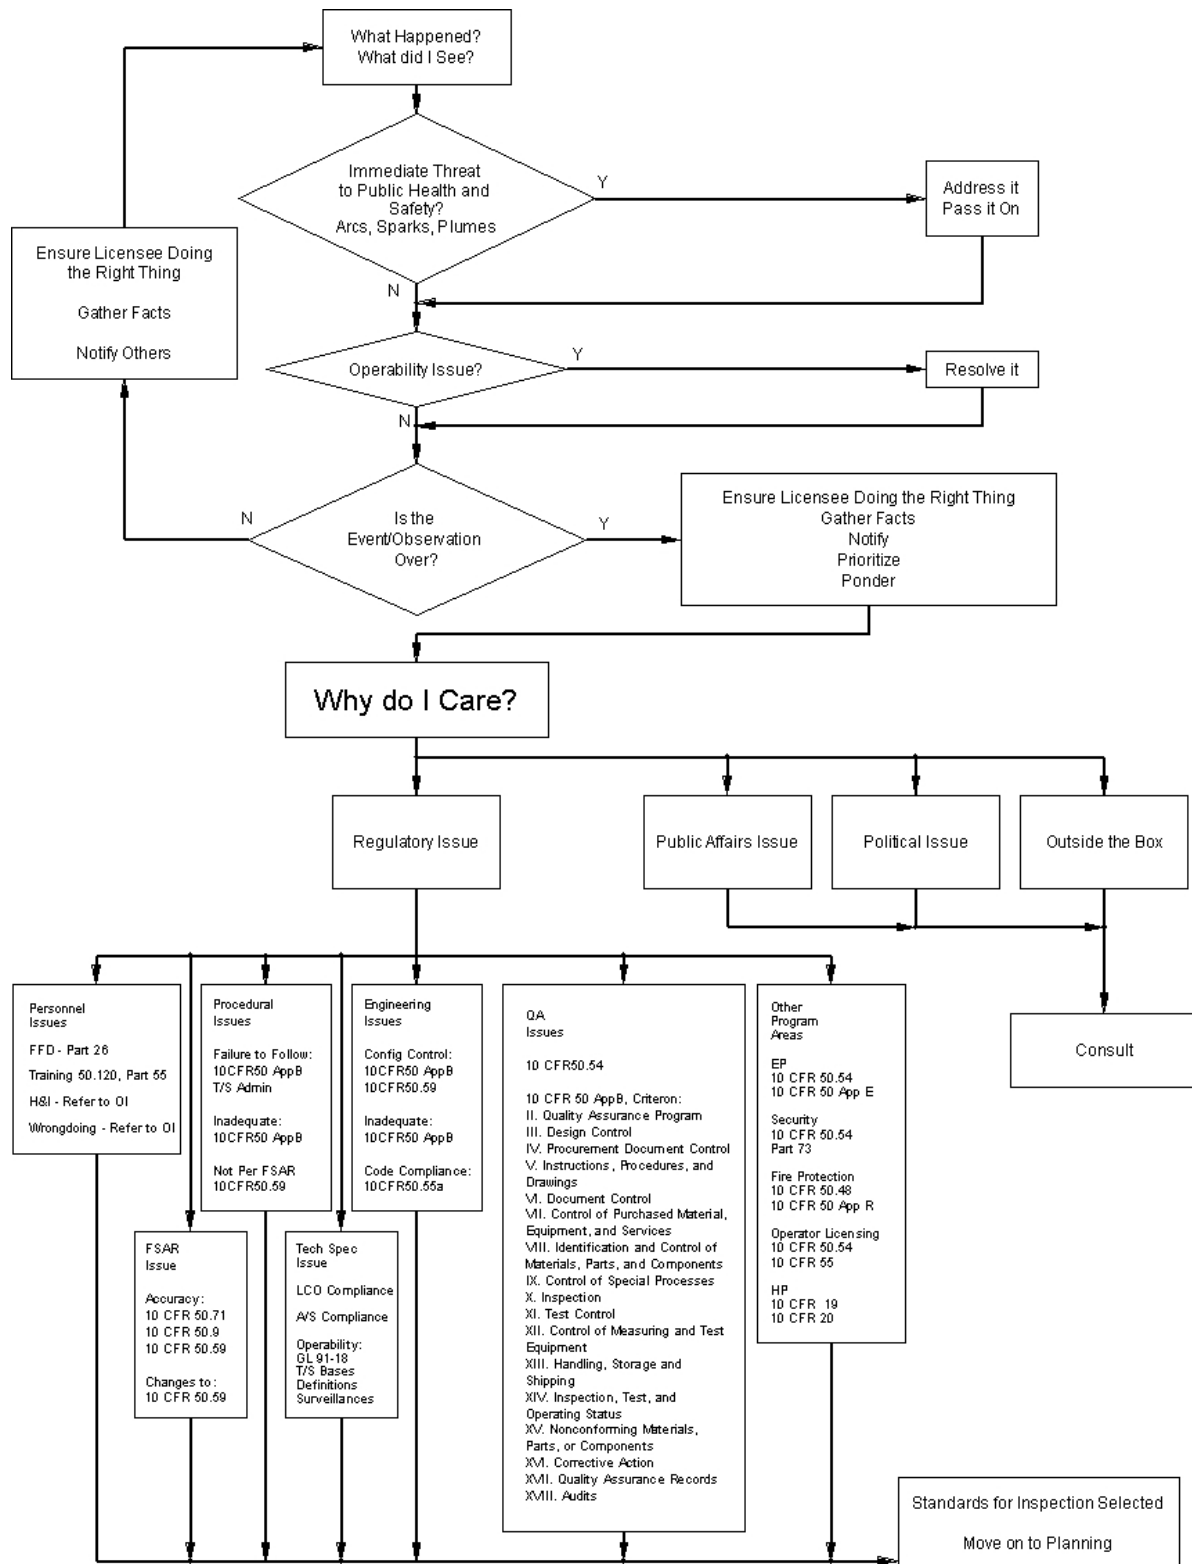 What Happened?
What did I See?
Immediate Threat
to Public Health and
Safety?
Arcs, Sparks, Plumes
Y
Address it
Pass it On
N
Ensure Licensee Doing
the Right Thing
Gather Facts
Notify Others
Operability Issue?
Y
Resolve it
N
Is the
Event/Observation
Over?
N
Y
Ensure Licensee Doing the Right Thing
Gather Facts
Notify
Prioritize
Ponder
Why do I Care?
Regulatory Issue
Public Affairs Issue
Political Issue
Outside the Box
Consult
Personnel
Issues
FFD - Part 26
Training 50.120, Part 55
H&I - Refer to OI
Wrongdoing - Refer to OI
FSAR
Issue
Accuracy:
10 CFR 50.71
10 CFR 50.9
10 CFR 50.59
Changes to:
10 CFR 50.59
Procedural
Issues
Failure to Follow:
10CFR50 AppB
T/S Admin
Inadequate:
10CFR50 AppB
Not Per FSAR
10CFR50.59
Tech Spec
Issue
LCO Compliance
A/S Compliance
Operability:
GL 91-18
T/S Bases
Definitions
Surveillances
Engineering
Issues
Config Control:
10CFR50 AppB
10CFR50.59
Inadequate:
10CFR50 AppB
Code Compliance:
10CFR50.55a
QA
Issues
10 CFR50.54
10 CFR 50 AppB, Criteron:
II. Quality Assurance Program
III. Design Control
IV. Procurement Document Control
V. Instructions, Procedures, and
Drawings
VI. Document Control
VII. Control of Purchased Material,
Equipment, and Services
VIII. Identification and Control of
Materials, Parts, and Components
IX. Control of Special Processes
X. Inspection
XI. Test Control
XII. Control of Measuring and Test
Equipment
XIII. Handling, Storage and
Shipping
XIV. Inspection, Test, and
Operating Status
XV. Nonconforming Materials,
Parts, or Components
XVI. Corrective Action
XVII. Quality Assurance Records
XVIII. Audits
Other
Program
Areas
EP
10 CFR 50.54
10 CFR 50 App E
Security
10 CFR 50.54
Part 73
Fire Protection
10 CFR 50.48
10 CFR 50 App R
Operator Licensing
10 CFR 50.54
10 CFR 55
HP
10 CFR 19
10 CFR 20
Standards for Inspection Selected
Move on to Planning